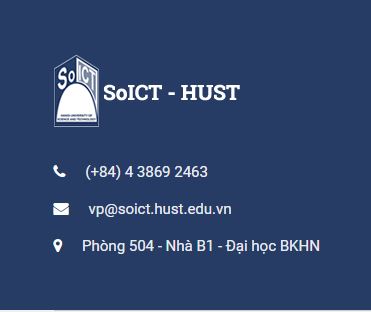 SoICT
HANOI UNIVERSITY OF
SCIENCE AND TECHNOLOGY
SoICT - HUST
(+84) 4 3869 2463
vp@soict.hust.edu.vn
Phòng 504 - Nhà B1 - Đại học BKHN